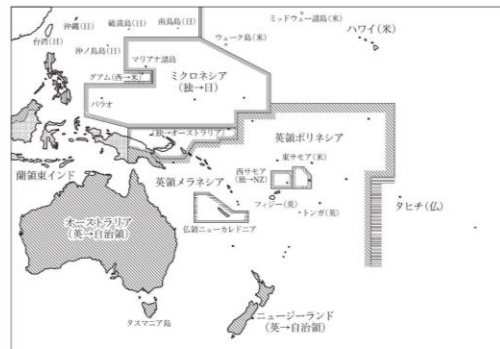 ミッドウェー諸島(米)
沖縄(日)
硫黄島(日)
南鳥島(日)
ハワイ(米)
台湾(日)
沖ノ鳥島(日)
ウェーク島(米)
マリアナ諸島
グアム(西→米)
ミクロネシア
(独→日)
パラオ
(独→オーストラリア)
英領ポリネシア
東サモア(米)
蘭領東インド
英領メラネシア
西サモア
(独→NZ)
フィジー(英)
トンガ(英)
タヒチ(仏)
オーストラリア
(英→自治領)
仏領ニューカレドニア
タスマニア島
ニュージーランド
(英→自治領)